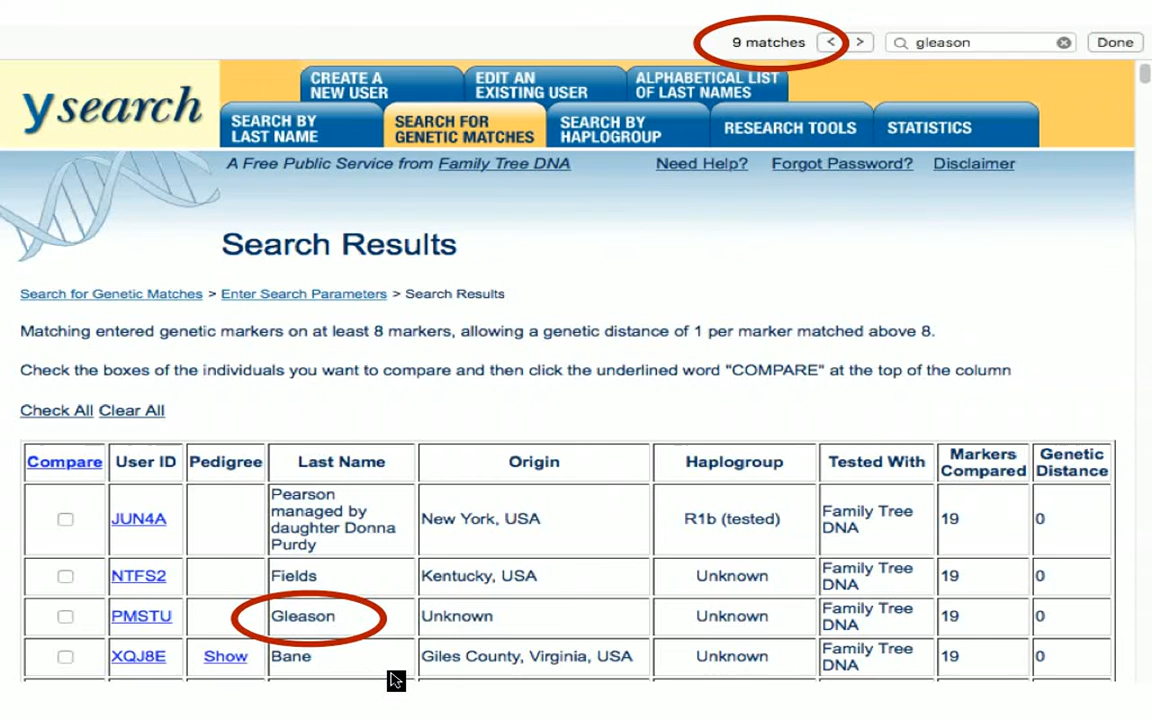 9 matches < > gleason Done
ysearch
CREATE A NEW USER
EDIT AN EXISTING USER
ALPHABETICAL LIST OF LAST NAMES
SEARCH BY LAST NAME
SEARCH FOR GENETIC MATCHES
SEARCH BY HAPLOGROUP
RESEARCH TOOLS
STATISTICS
A Free Public Service from Family Tree DNA Need Help? Forgot Password? Disclaimer
Search Results
Search for Genetic Matches > Enter Search Parameters > Search Results
Matching entered genetic markers on at least 8 markers, allowing a genetic distance of 1 per marker matched above 8.
Check the boxes of the individuals you want to compare and then click the underlined word "COMPARE" at the top of the column
Check All Clear All
Compare User ID Pedigree Last Name Origin Haplogroup Tested With Markers Compared Genetic Distance
JUN4A Pearson managed by daughter Donna Purdy New York, USA R1b (tested) Family Tree DNA 19 0
NTFS2 Fields Kentucky, USA Unknown Family Tree DNA 19 0
PMSTU Gleason Unknown Unknown Family Tree DNA 19 0
XQJ8E Show Bane Giles County, Virginia, USA Unknown Family Tree DNA 19 0